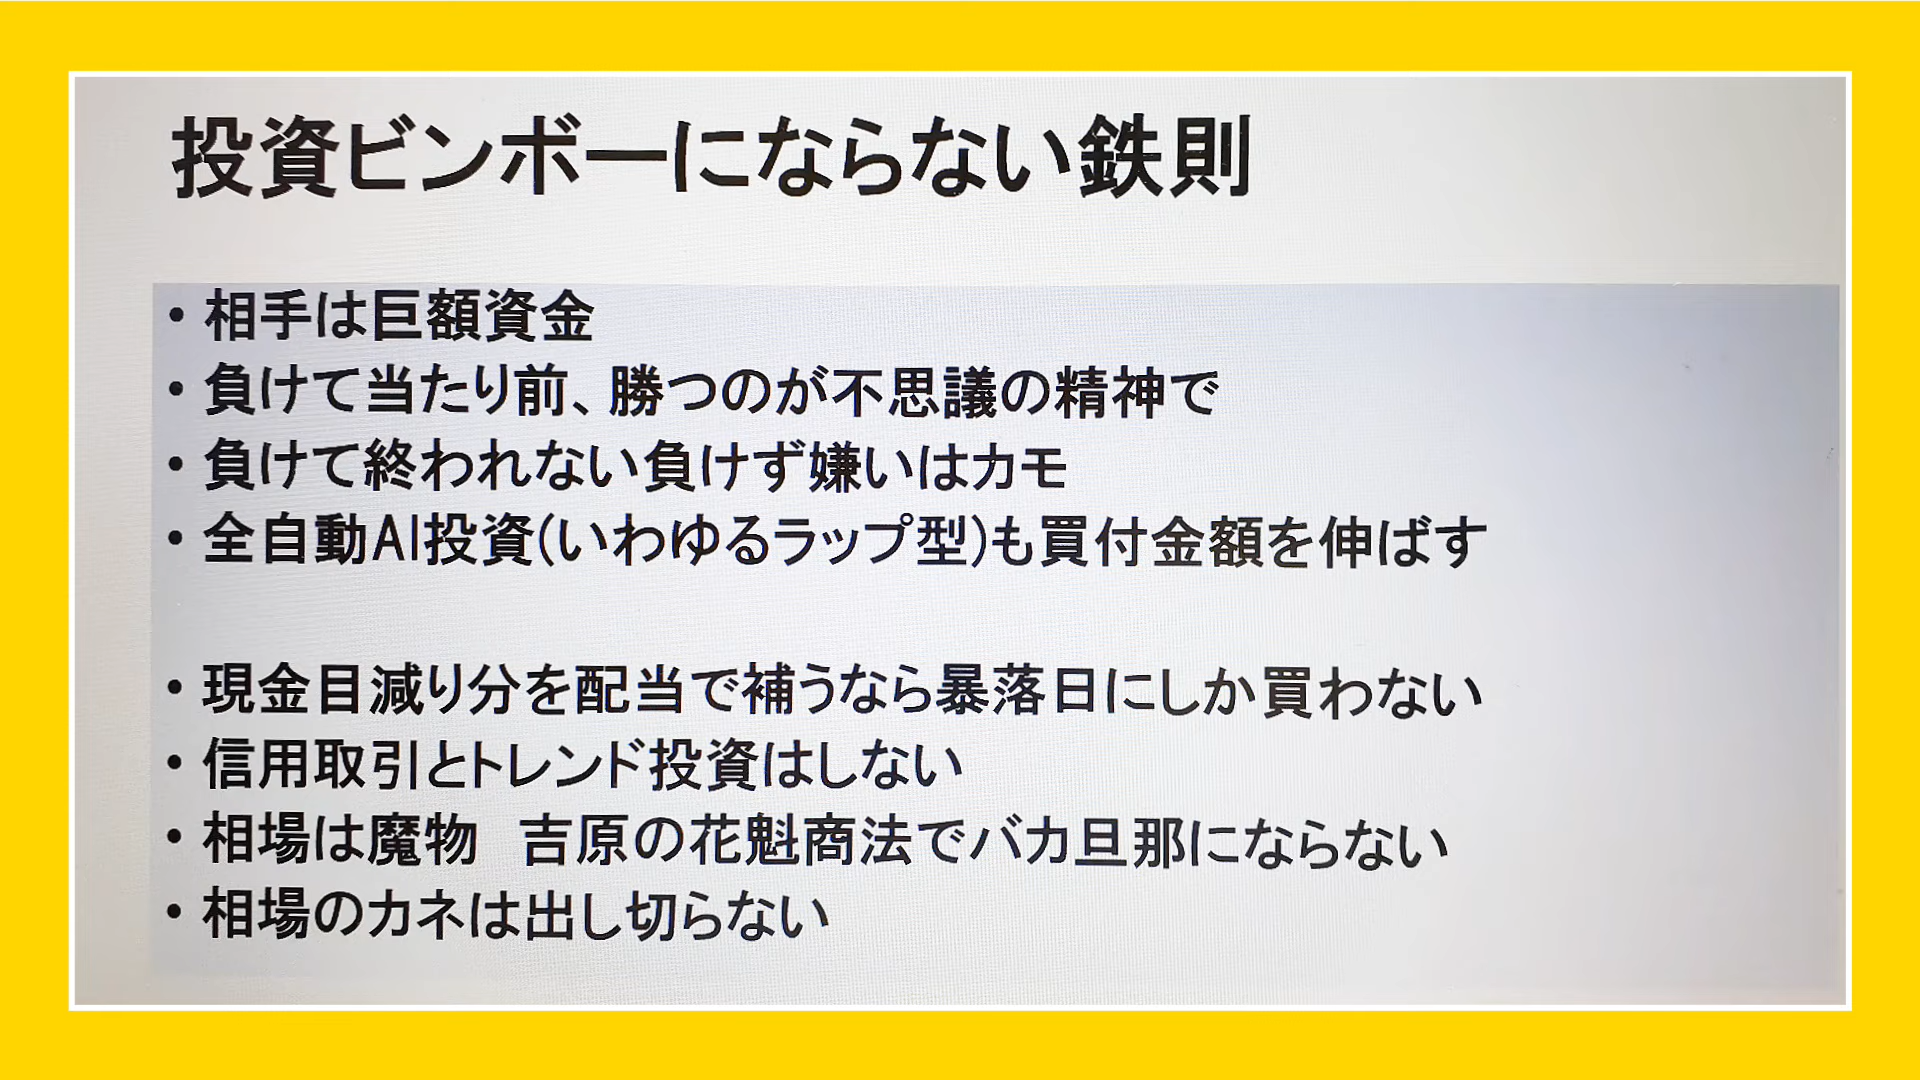 投資ビンボーにならない鉄則
・相手は巨額資金
・負けて当たり前、勝つのが不思議の精神で
・負けて終われない負けず嫌いはカモ
・全自動AI投資(いわゆるラップ型)も買付金額を伸ばす
・現金目減り分を配当で補うなら暴落日にしか買わない
・信用取引とトレンド投資はしない
・相場は魔物　吉原の花魁商法でバカ旦那にならない
・相場のカネは出し切らない